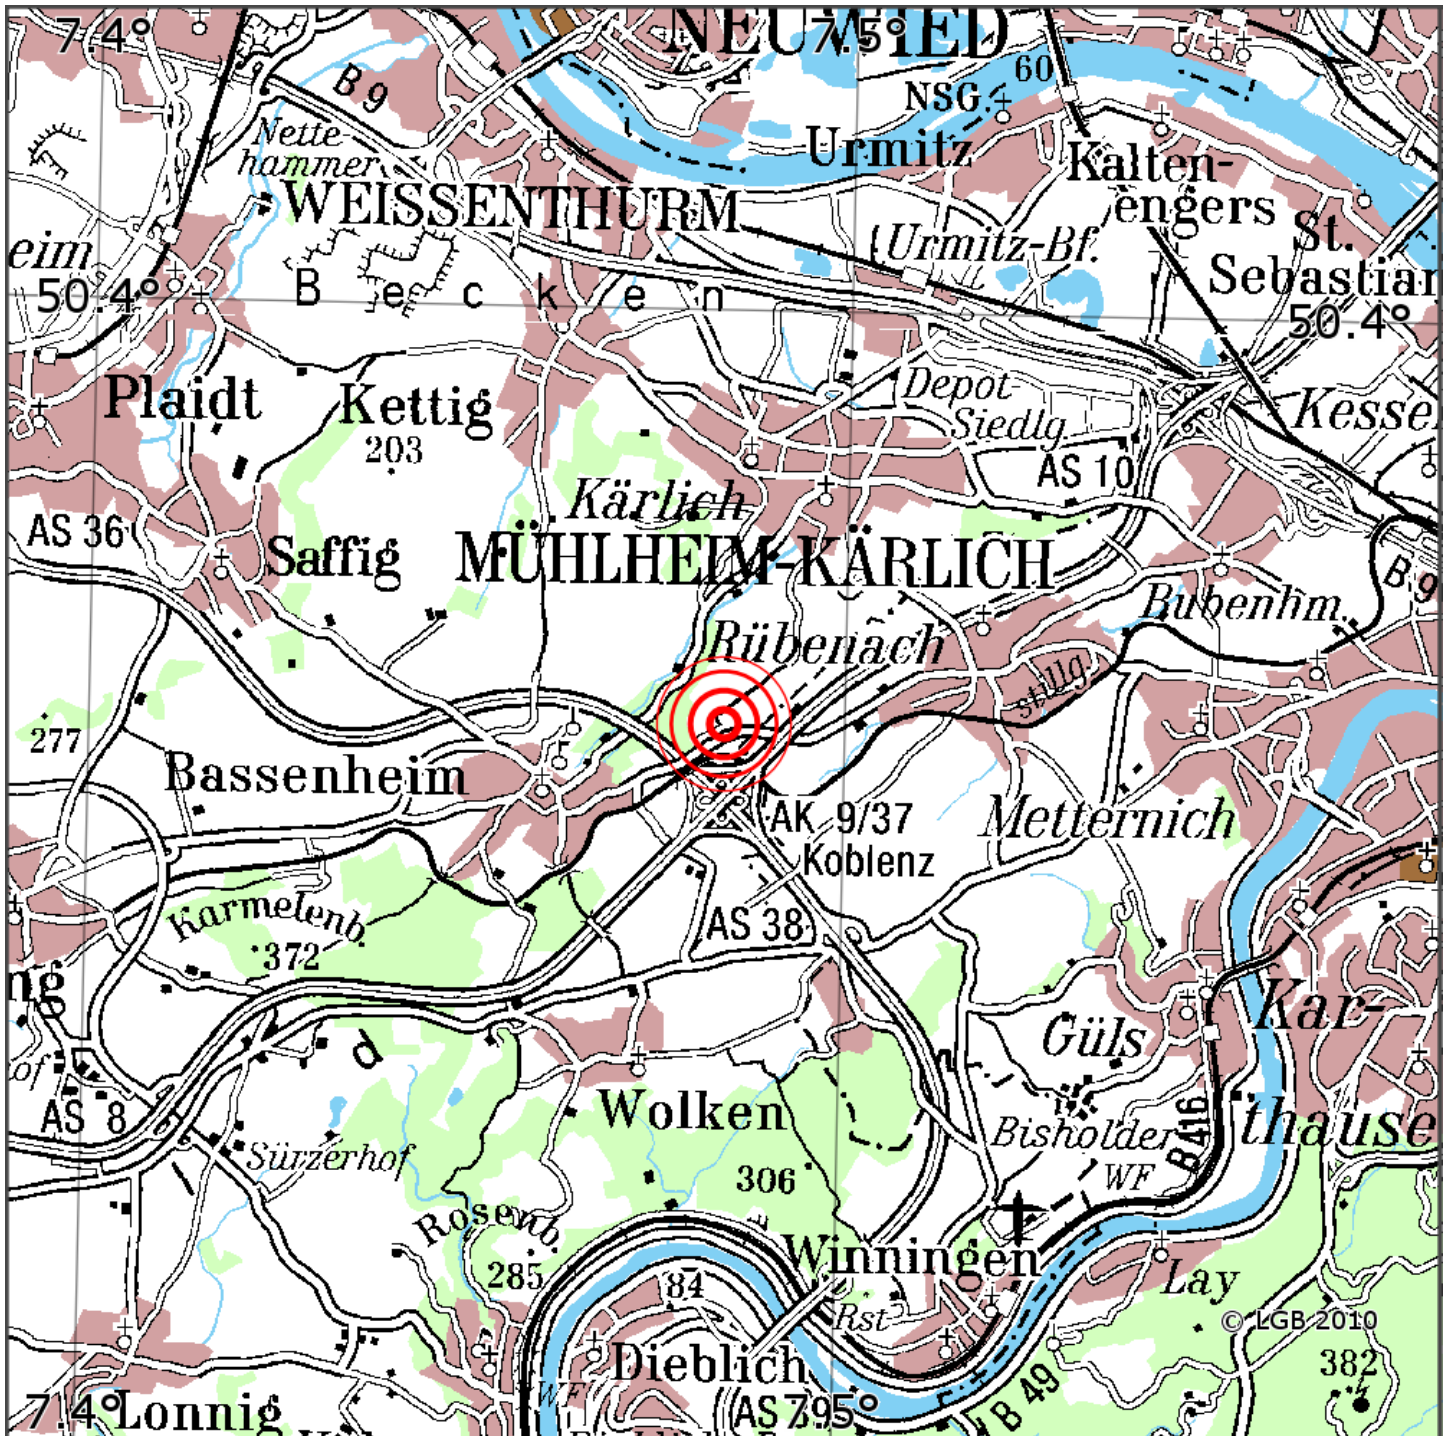 7.4°
NEUWIED
7.5°
60
B 9
NSG.
Nette-
hammer
Urmitz
Kalten-
engers
WEISSENTHURM
St.
Sebastian
Urmitz-Bf.
eim
50.4°
B e c k e n
50.4°
Plaidt
Kettig
203
Depot
Siedlg
Kesse
AS 10
Kärlich
AS 36
Saffig
MÜHLHEIM-KÄRLICH
B 9
Bubenhm.
Rübenach
stillg.
277
Bassenheim
AK 9/37
Koblenz
Metternich
Karmelenb.
372
AS 38
ng
Güls
Kar-
d
of
AS 8
Wolken
Bisholder
B416
thause
Sürzerhof
306
WF
Rosenb.
285
84
Winningen
Rst
Lay
© LGB 2010
Dieblich
382
WF
7.4°
Lonnig
AS 39
7.5°
B 49